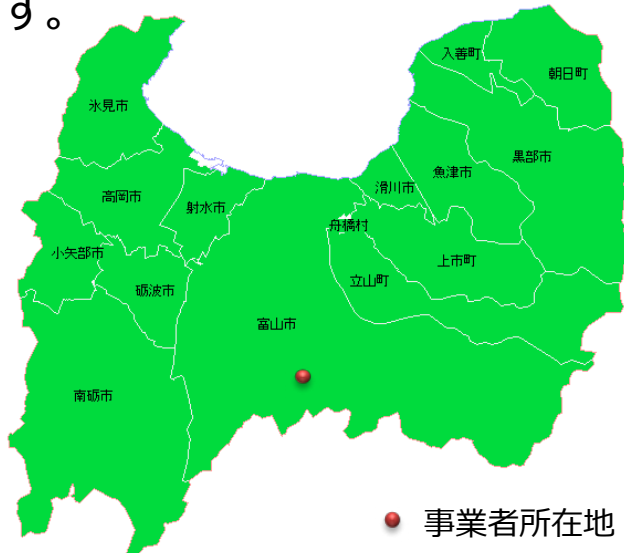 す。
入善町
朝日町
氷見市
黒部市
魚津市
滑川市
高岡市
射水市
舟橋村
小矢部市
上市町
立山町
砺波市
富山市
南砺市
事業者所在地